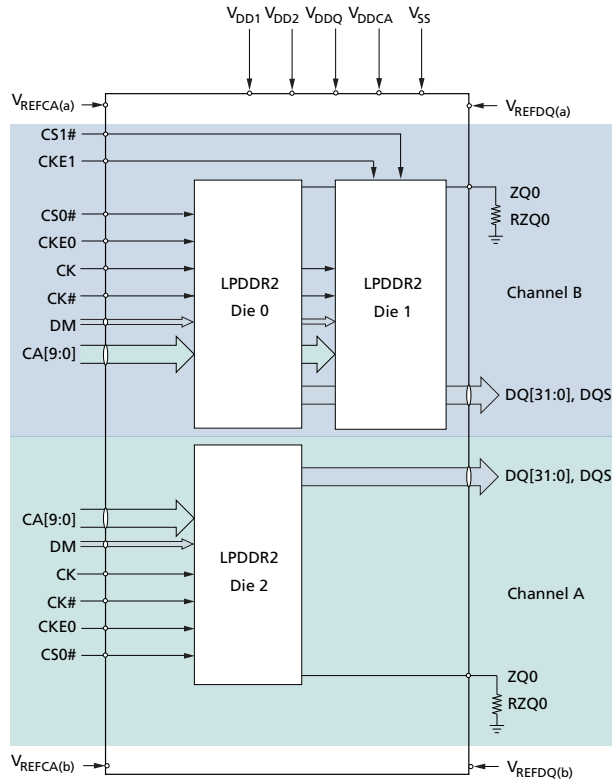 VDD1 VDD2 VDDQ VDDCA VSS
VREFCA(a)
VREFDQ(a)
CS1#
CKE1
CS0#
CKE0
CK
CK#
DM
CA[9:0]
LPDDR2
Die 0
LPDDR2
Die 1
ZQ0
RZQ0
Channel B
DQ[31:0], DQS
DQ[31:0], DQS
CA[9:0]
DM
CK
CK#
CKE0
CS0#
LPDDR2
Die 2
Channel A
ZQ0
RZQ0
VREFCA(b)
VREFDQ(b)